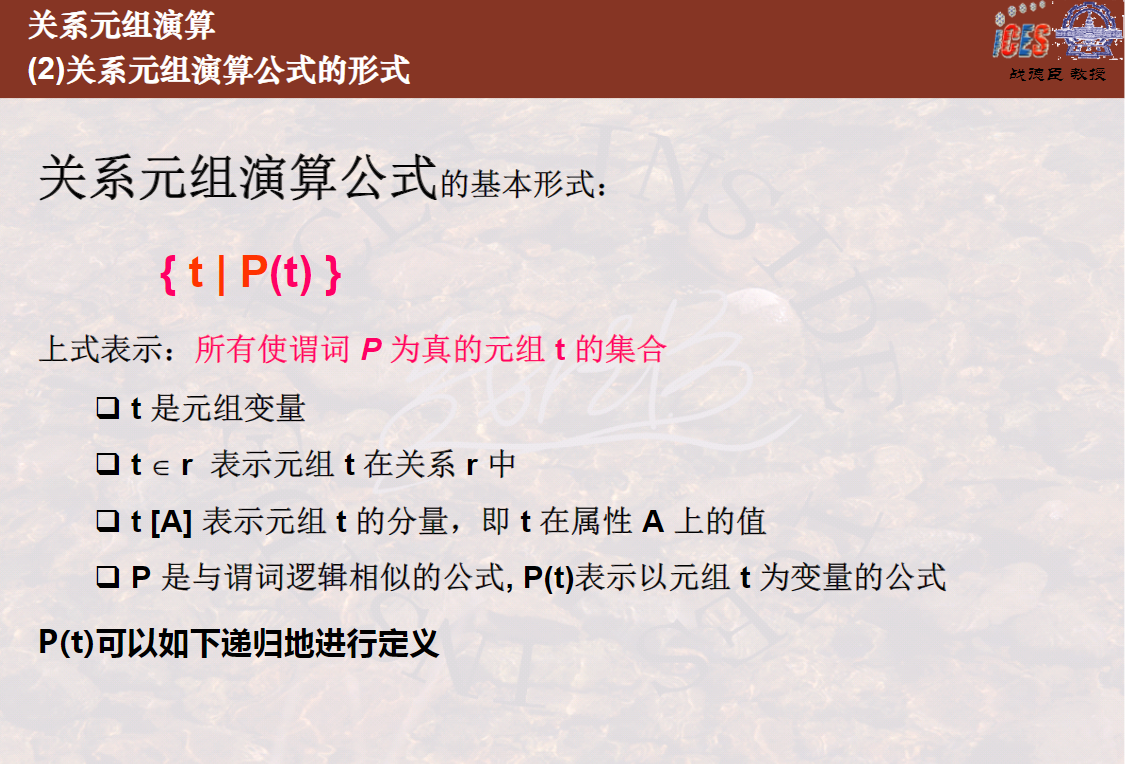 关系元组演算
(2)关系元组演算公式的形式
iCES
战德臣 教授
关系元组演算公式的基本形式：
{ t | P(t) }
上式表示：所有使谓词 P 为真的元组 t 的集合
❑ t 是元组变量
❑ t ∈ r 表示元组 t 在关系 r 中
❑ t [A] 表示元组 t 的分量，即 t 在属性 A 上的值
❑ P 是与谓词逻辑相似的公式, P(t)表示以元组 t 为变量的公式
P(t)可以如下递归地进行定义